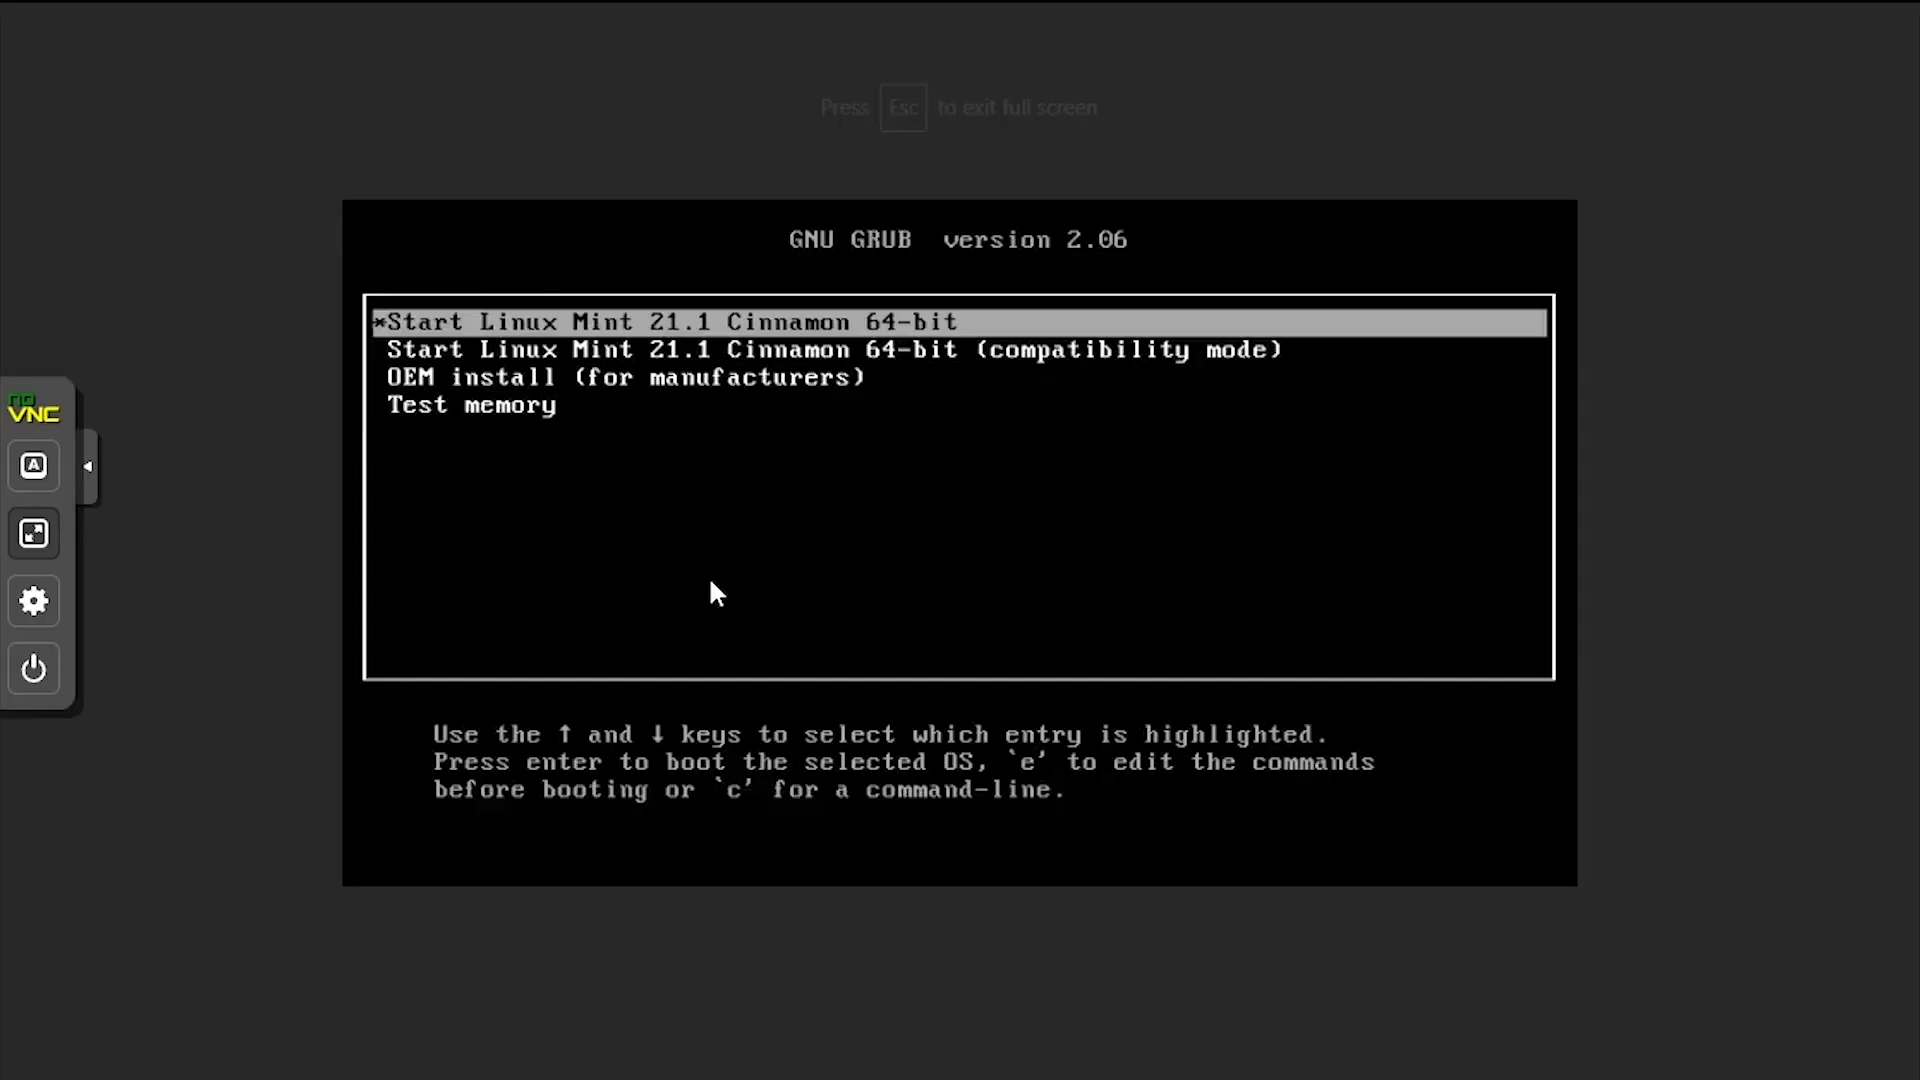 Press Esc to exit full screen
GNU GRUB version 2.06
*Start Linux Mint 21.1 Cinnamon 64-bit
Start Linux Mint 21.1 Cinnamon 64-bit (compatibility mode)
OEM install (for manufacturers)
Test memory
no
VNC
A
Use the ↑ and ↓ keys to select which entry is highlighted.
Press enter to boot the selected OS, `e' to edit the commands
before booting or `c' for a command-line.